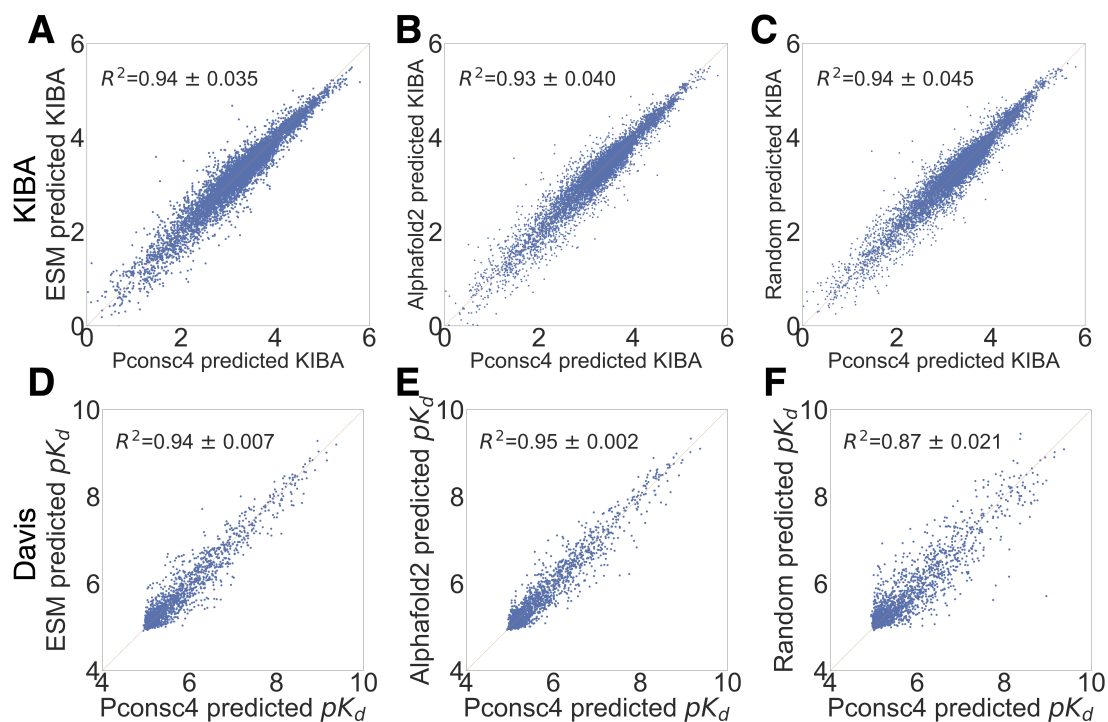 A
B
C
KIBA
ESM predicted KIBA
R²=0.94 ± 0.035
6
4
2
0
0 2 4 6
Pconsc4 predicted KIBA
Alphafold2 predicted KIBA
R²=0.93 ± 0.040
6
4
2
0
0 2 4 6
Pconsc4 predicted KIBA
Random predicted KIBA
R²=0.94 ± 0.045
6
4
2
0
0 2 4 6
Pconsc4 predicted KIBA
D
E
F
Davis
ESM predicted pK_d
R²=0.94 ± 0.007
10
8
6
4
4 6 8 10
Pconsc4 predicted pK_d
Alphafold2 predicted pK_d
R²=0.95 ± 0.002
10
8
6
4
4 6 8 10
Pconsc4 predicted pK_d
Random predicted pK_d
R²=0.87 ± 0.021
10
8
6
4
4 6 8 10
Pconsc4 predicted pK_d